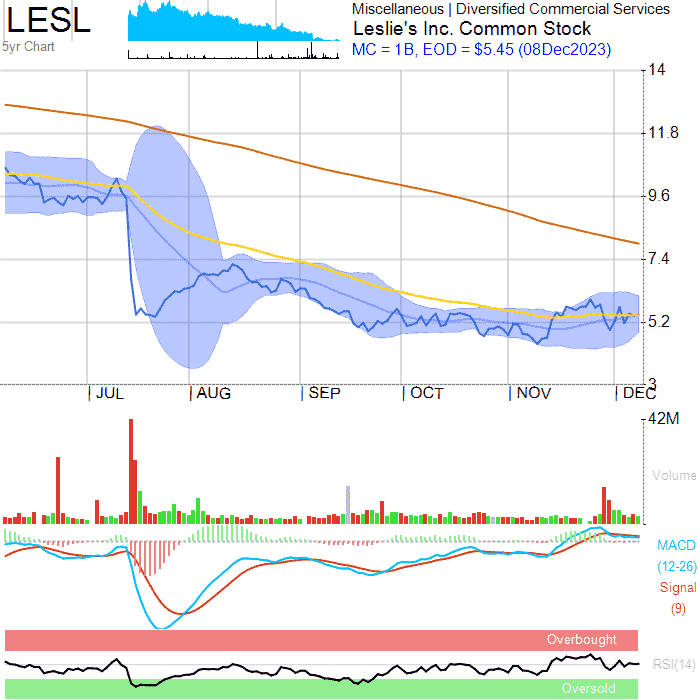 LESL
5yr Chart
Miscellaneous | Diversified Commercial Services
Leslie's Inc. Common Stock
MC = 1B, EOD = $5.45 (08Dec2023)
14
11.8
9.6
7.4
5.2
3
JUL AUG SEP OCT NOV DEC
42M
Volume
MACD
(12-26)
Signal
(9)
Overbought
RSI(14)
Oversold